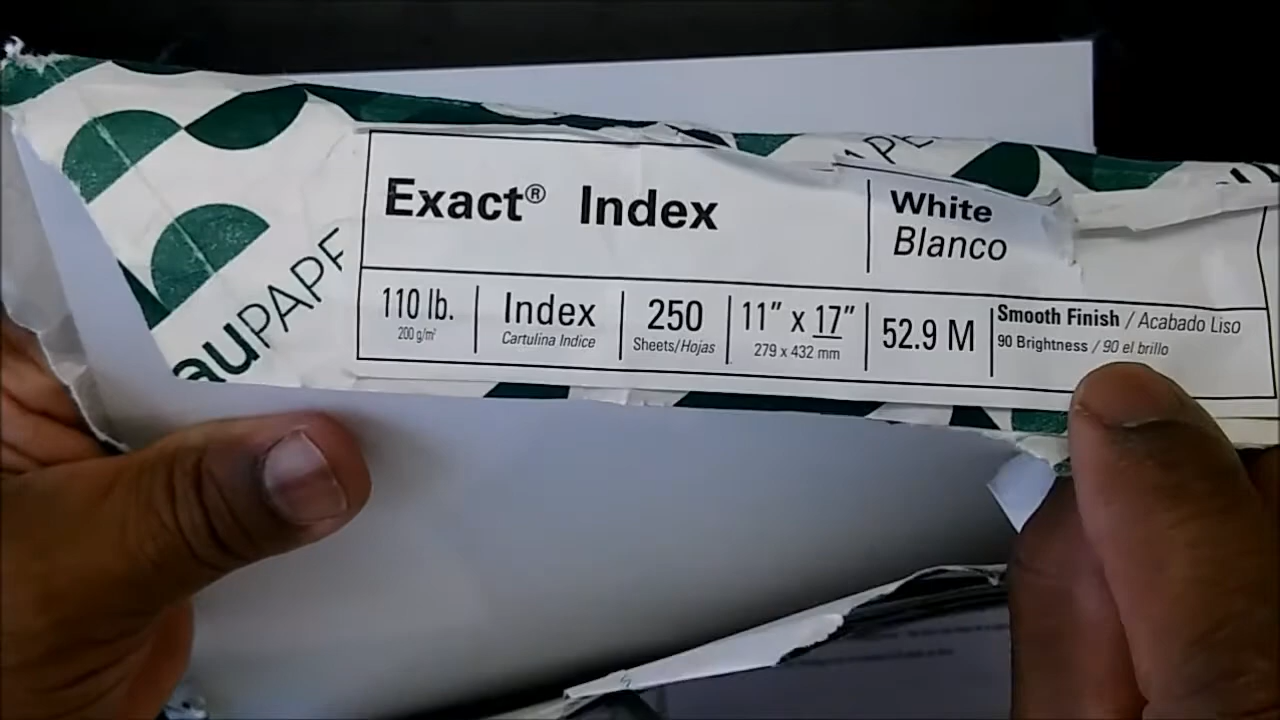 Exact® Index
White
Blanco
110 lb.
200 g/m²
Index
Cartulina Indice
250
Sheets/Hojas
11" x 17"
279 x 432 mm
52.9 M
Smooth Finish / Acabado Liso
90 Brightness / 90 el brillo